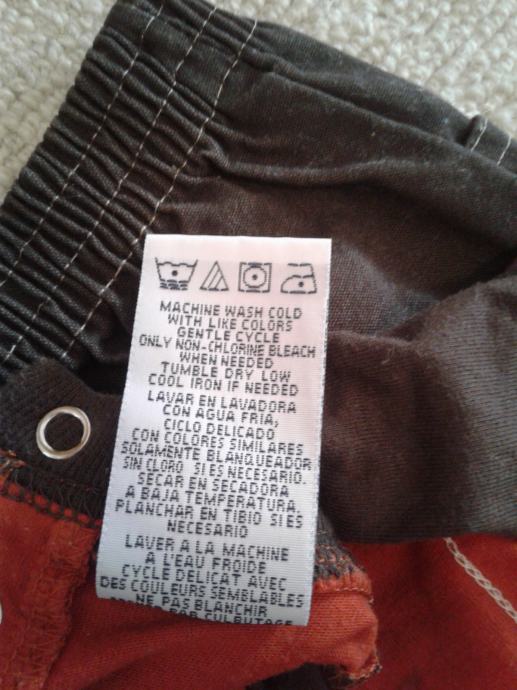 MACHINE WASH COLD
WITH LIKE COLORS
GENTLE CYCLE
ONLY NON-CHLORINE BLEACH
WHEN NEEDED
TUMBLE DRY LOW
COOL IRON IF NEEDED
LAVAR EN LAVADORA
CON AGUA FRIA,
CICLO DELICADO
CON COLORES SIMILARES
SOLAMENTE BLANQUEADOR
SIN CLORO SI ES NECESARIO.
SECAR EN SECADORA
A BAJA TEMPERATURA,
PLANCHAR EN TIBIO SI ES
NECESARIO
LAVER A LA MACHINE
A L'EAU FROIDE
CYCLE DELICAT AVEC
DES COULEURS SEMBLABLES
NE PAS BLANCHIR
PAR CULBUTAGE